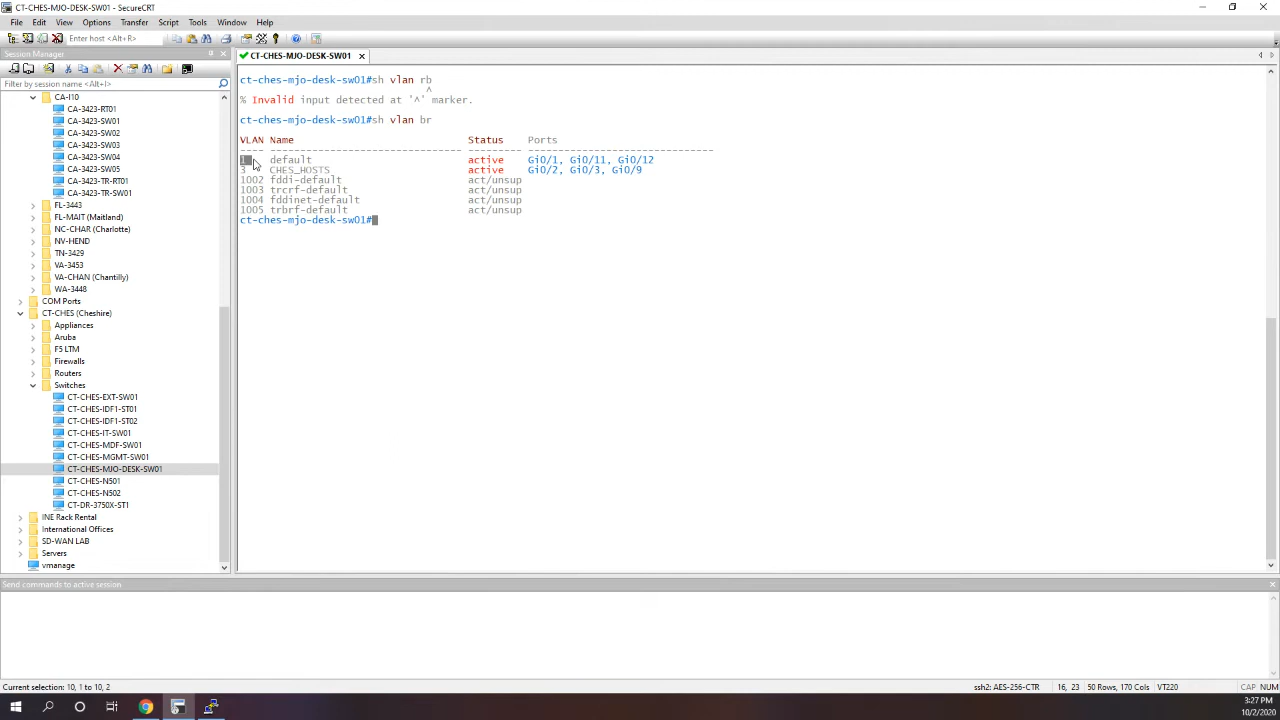 CT-CHES-MJO-DESK-SW01 - SecureCRT
File Edit View Options Transfer Script Tools Window Help
Enter host <Alt+R>
Session Manager
CT-CHES-MJO-DESK-SW01
Filter by session name <Alt+I>
CA-I10
CA-3423-RT01
CA-3423-SW01
CA-3423-SW02
CA-3423-SW03
CA-3423-SW04
CA-3423-SW05
CA-3423-TR-RT01
CA-3423-TR-SW01
FL-3443
FL-MAIT (Maitland)
NC-CHAR (Charlotte)
NV-HEND
TN-3429
VA-3453
VA-CHAN (Chantilly)
WA-3448
COM Ports
CT-CHES (Cheshire)
Appliances
Aruba
F5 LTM
Firewalls
Routers
Switches
CT-CHES-EXT-SW01
CT-CHES-IDF1-ST01
CT-CHES-IDF1-ST02
CT-CHES-IT-SW01
CT-CHES-MDF-SW01
CT-CHES-MGMT-SW01
CT-CHES-MJO-DESK-SW01
CT-CHES-N501
CT-CHES-N502
CT-DR-3750X-ST1
INE Rack Rental
International Offices
SD-WAN LAB
Servers
vmanage
ct-ches-mjo-desk-sw01#sh vlan rb
^
% Invalid input detected at '^' marker.
ct-ches-mjo-desk-sw01#sh vlan br
VLAN Name Status Ports
---- -------------------------------- --------- -------------------------------
1 default active Gi0/1, Gi0/11, Gi0/12
3 CHES_HOSTS active Gi0/2, Gi0/3, Gi0/9
1002 fddi-default act/unsup
1003 trcrf-default act/unsup
1004 fddinet-default act/unsup
1005 trbrf-default act/unsup
ct-ches-mjo-desk-sw01#
Send commands to active session
Current selection: 10, 1 to 10, 2 ssh2: AES-256-CTR 16, 23 50 Rows, 170 Cols VT220 CAP NUM
3:27 PM
10/2/2020